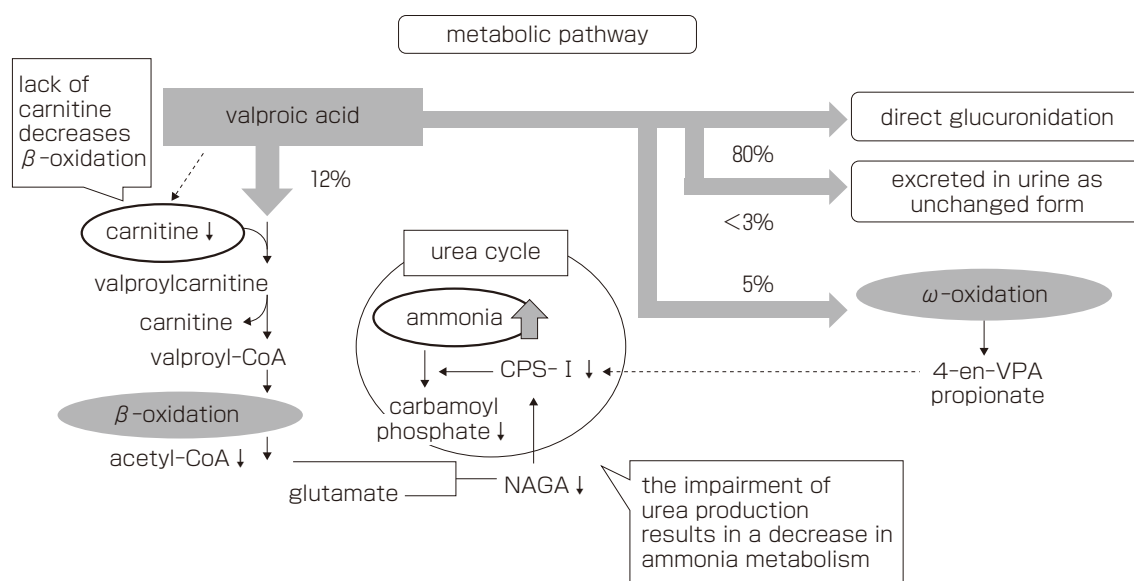 metabolic pathway
lack of
carnitine
decreases
β-oxidation
valproic acid
direct glucuronidation
80%
12%
excreted in urine as
unchanged form
<3%
carnitine ↓
urea cycle
valproylcarnitine
5%
ω-oxidation
carnitine
ammonia
valproyl-CoA
CPS-Ⅰ ↓
4-en-VPA
propionate
β-oxidation
carbamoyl
phosphate ↓
acetyl-CoA ↓
glutamate
NAGA ↓
the impairment of
urea production
results in a decrease in
ammonia metabolism